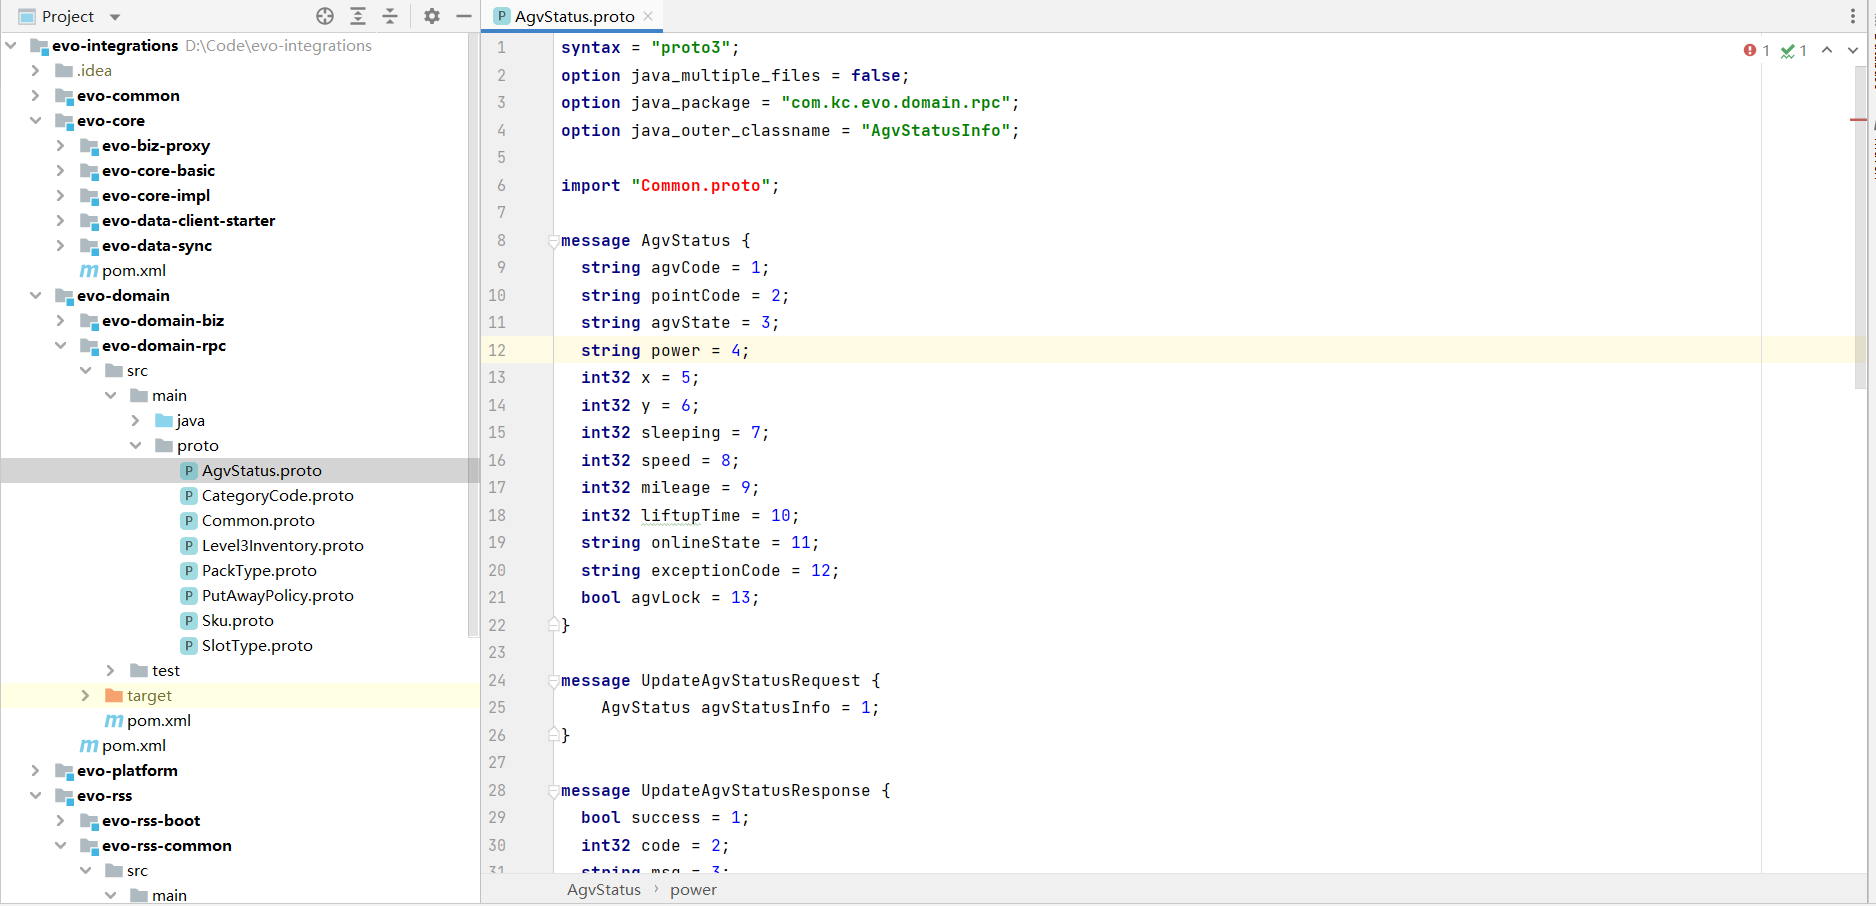 Project
evo-integrations D:\Code\evo-integrations
.idea
evo-common
evo-core
evo-biz-proxy
evo-core-basic
evo-core-impl
evo-data-client-starter
evo-data-sync
pom.xml
evo-domain
evo-domain-biz
evo-domain-rpc
src
main
java
proto
AgvStatus.proto
CategoryCode.proto
Common.proto
Level3Inventory.proto
PackType.proto
PutAwayPolicy.proto
Sku.proto
SlotType.proto
test
target
pom.xml
pom.xml
evo-platform
evo-rss
evo-rss-boot
evo-rss-common
src
main
AgvStatus.proto
1 1
1 syntax = "proto3";
2 option java_multiple_files = false;
3 option java_package = "com.kc.evo.domain.rpc";
4 option java_outer_classname = "AgvStatusInfo";
5
6 import "Common.proto";
7
8 message AgvStatus {
9 string agvCode = 1;
10 string pointCode = 2;
11 string agvState = 3;
12 string power = 4;
13 int32 x = 5;
14 int32 y = 6;
15 int32 sleeping = 7;
16 int32 speed = 8;
17 int32 mileage = 9;
18 int32 liftupTime = 10;
19 string onlineState = 11;
20 string exceptionCode = 12;
21 bool agvLock = 13;
22 }
23
24 message UpdateAgvStatusRequest {
25 AgvStatus agvStatusInfo = 1;
26 }
27
28 message UpdateAgvStatusResponse {
29 bool success = 1;
30 int32 code = 2;
31 string msg = 3;
AgvStatus › power